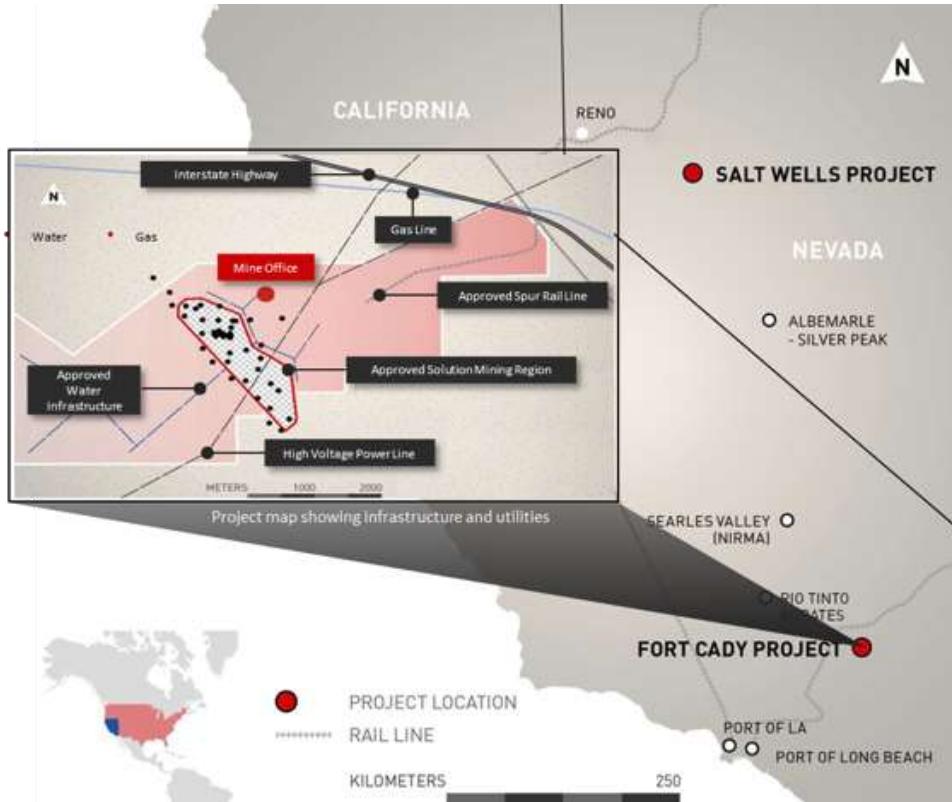 N
CALIFORNIA
RENO
SALT WELLS PROJECT
NEVADA
ALBEMARLE
- SILVER PEAK
Interstate Highway
N
Water
Gas
Gas Line
Mine Office
Approved Spur Rail Line
Approved
Water
Infrastructure
Approved Solution Mining Region
High Voltage Power Line
METERS 1000 2000
Project map showing infrastructure and utilities
SEARLES VALLEY
(NIRMA)
RIO TINTO
FORT CADY PROJECT
PORT OF LA
PORT OF LONG BEACH
PROJECT LOCATION
RAIL LINE
KILOMETERS 250